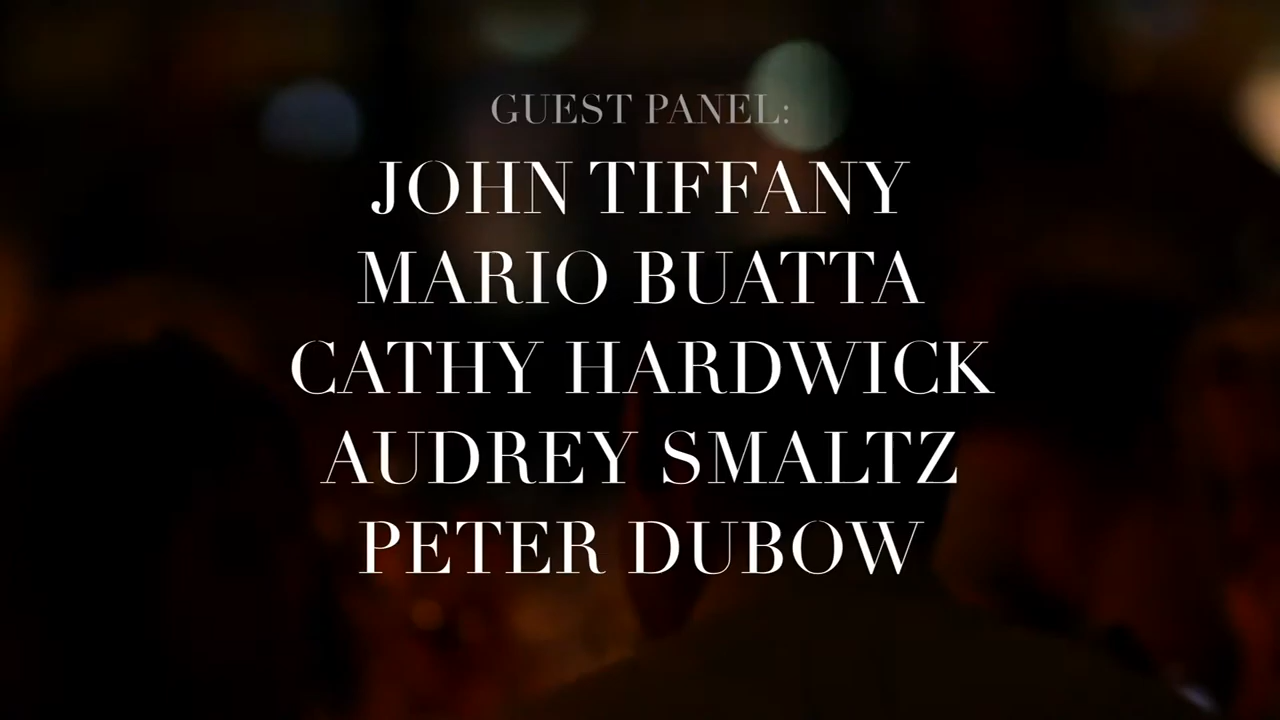 GUEST PANEL:
JOHN TIFFANY
MARIO BUATTA
CATHY HARDWICK
AUDREY SMALTZ
PETER DUBOW